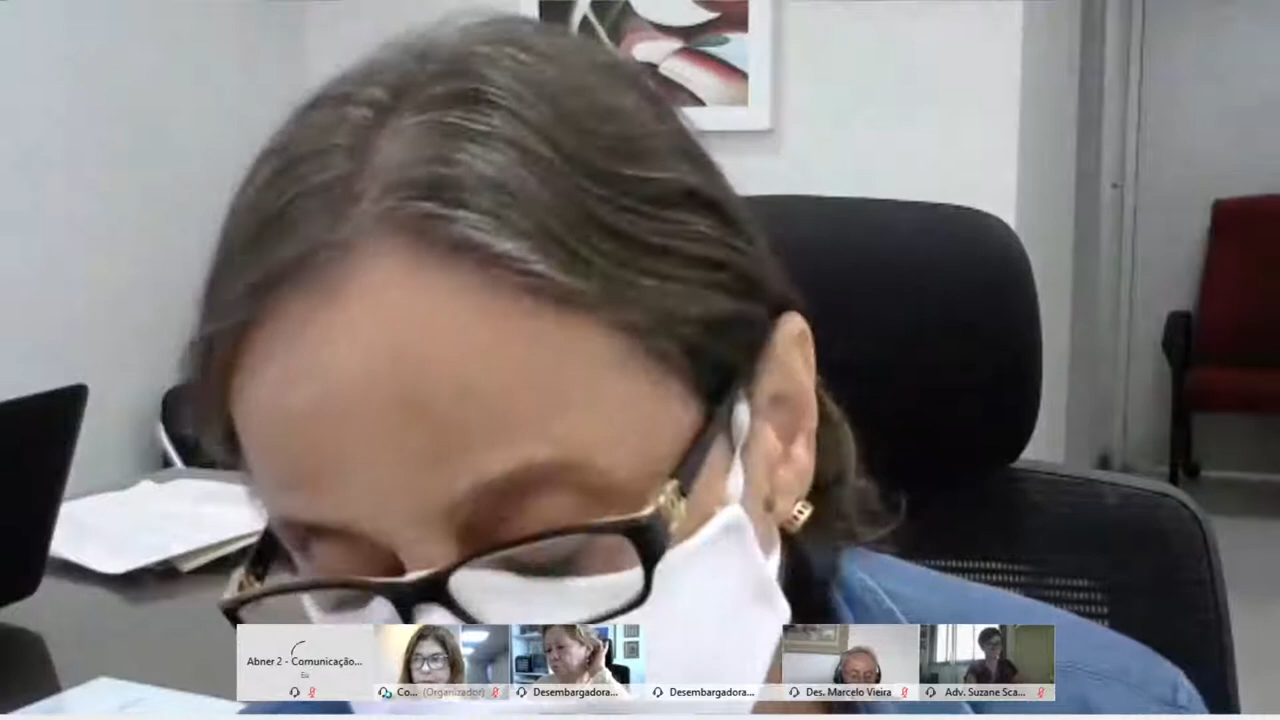 Abner 2 - Comunicação...
Eu
Co... (Organizador)
Desembargadora...
Desembargadora...
Des. Marcelo Vieira
Adv. Suzane Sca...